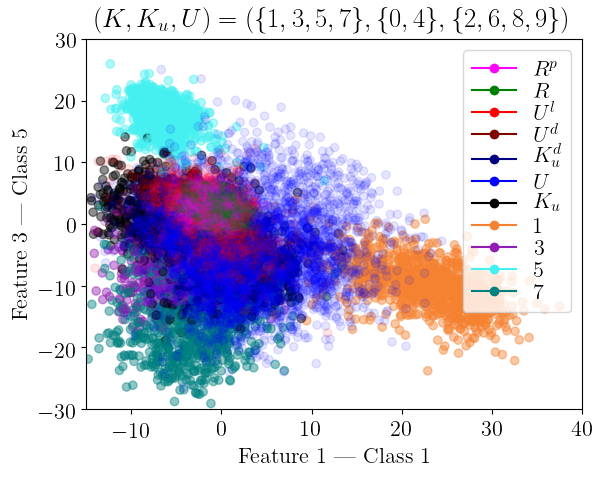 (K, K_u, U) = ({1, 3, 5, 7}, {0, 4}, {2, 6, 8, 9})
30
20
10
0
−10
−20
−30
Feature 3 — Class 5
R^p
R
U^l
U^d
K_u^d
U
K_u
1
3
5
7
−10
0
10
20
30
40
Feature 1 — Class 1